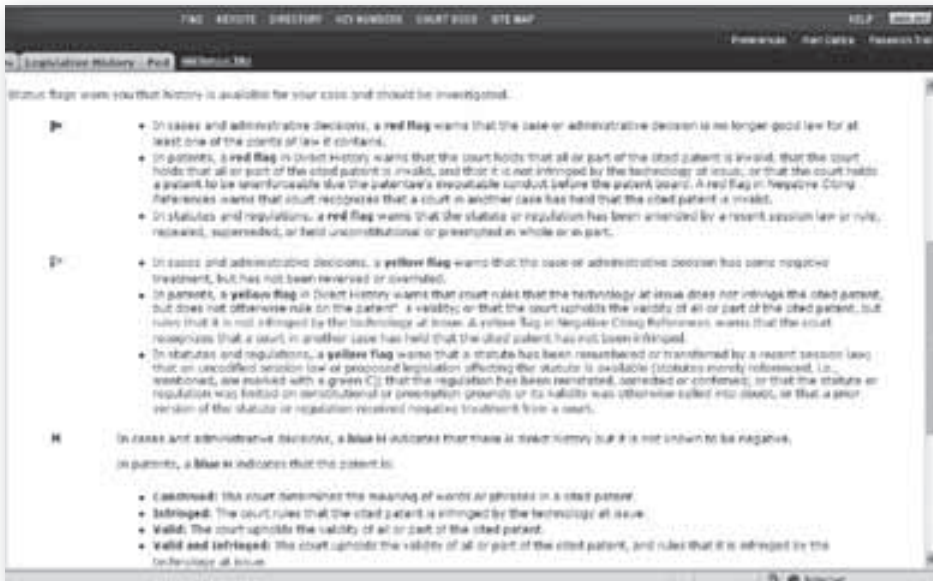 FIND KEYCITE DIRECTORY KEY NUMBERS COURT DOCS SITE MAP
HELP
Preferences Alert Center Research Trail
Legislative History - Fed Westlaw
Status flags warn you that history is available for your case and should be investigated.
• In cases and administrative decisions, a red flag warns that the case or administrative decision is no longer good law for at
least one of the points of law it contains.
• In patents, a red flag in Direct History warns that the court holds that all or part of the cited patent is invalid, that the court
holds that all or part of the cited patent is invalid, and that it is not infringed by the technology at issue, or that the court holds
a patent to be unenforceable due the patentee's inequitable conduct before the patent board. A red flag in Negative Citing
References warns that court recognizes that a court in another case has held that the cited patent is invalid.
• In statutes and regulations, a red flag warns that the statute or regulation has been amended by a recent session law or rule,
repealed, superseded, or held unconstitutional or preempted in whole or in part.
• In cases and administrative decisions, a yellow flag warns that the case or administrative decision has some negative
treatment, but has not been reversed or overruled.
• In patents, a yellow flag in Direct History warns that court rules that the technology at issue does not infringe the cited patent,
but does not otherwise rule on the patent" s validity; or that the court upholds the validity of all or part of the cited patent, but
rules that it is not infringed by the technology at issue. A yellow flag in Negative Citing References warns that the court
recognizes that a court in another case has held that the cited patent has not been infringed.
• In statutes and regulations, a yellow flag warns that a statute has been renumbered or transferred by a recent session law;
that an uncodified session law or proposed legislation affecting the statute is available (statutes merely referenced, i.e.,
mentioned, are marked with a green C); that the regulation has been reinstated, corrected or confirmed; or that the statute or
regulation was limited on constitutional or preemption grounds or its validity was otherwise called into doubt, or that a prior
version of the statute or regulation received negative treatment from a court.
H In cases and administrative decisions, a blue H indicates that there is direct history but it is not known to be negative.
In patents, a blue H indicates that the patent is:
• Construed: The court determines the meaning of words or phrases in a cited patent.
• Infringed: The court rules that the cited patent is infringed by the technology at issue.
• Valid: The court upholds the validity of all or part of the cited patent.
• Valid and infringed: The court upholds the validity of all or part of the cited patent, and rules that it is infringed by the
technology at issue.
Internet